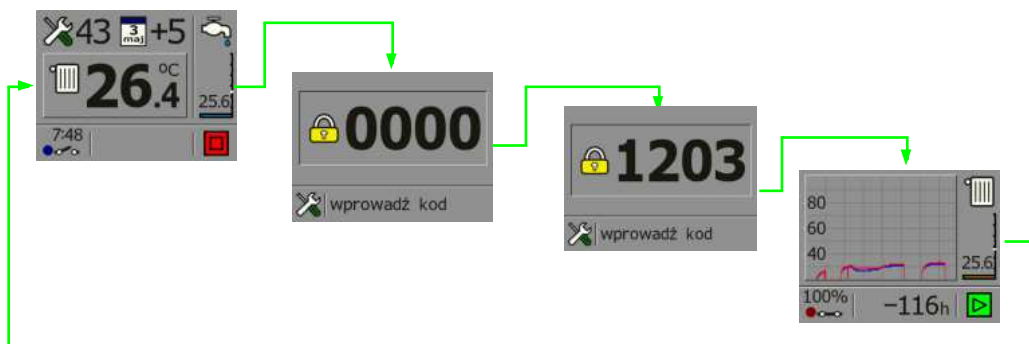 43 3 maj +5
26.4 °C
25.6
7:48
0000
wprowadź kod
1203
wprowadź kod
80
60
40
25.6
100% -116h